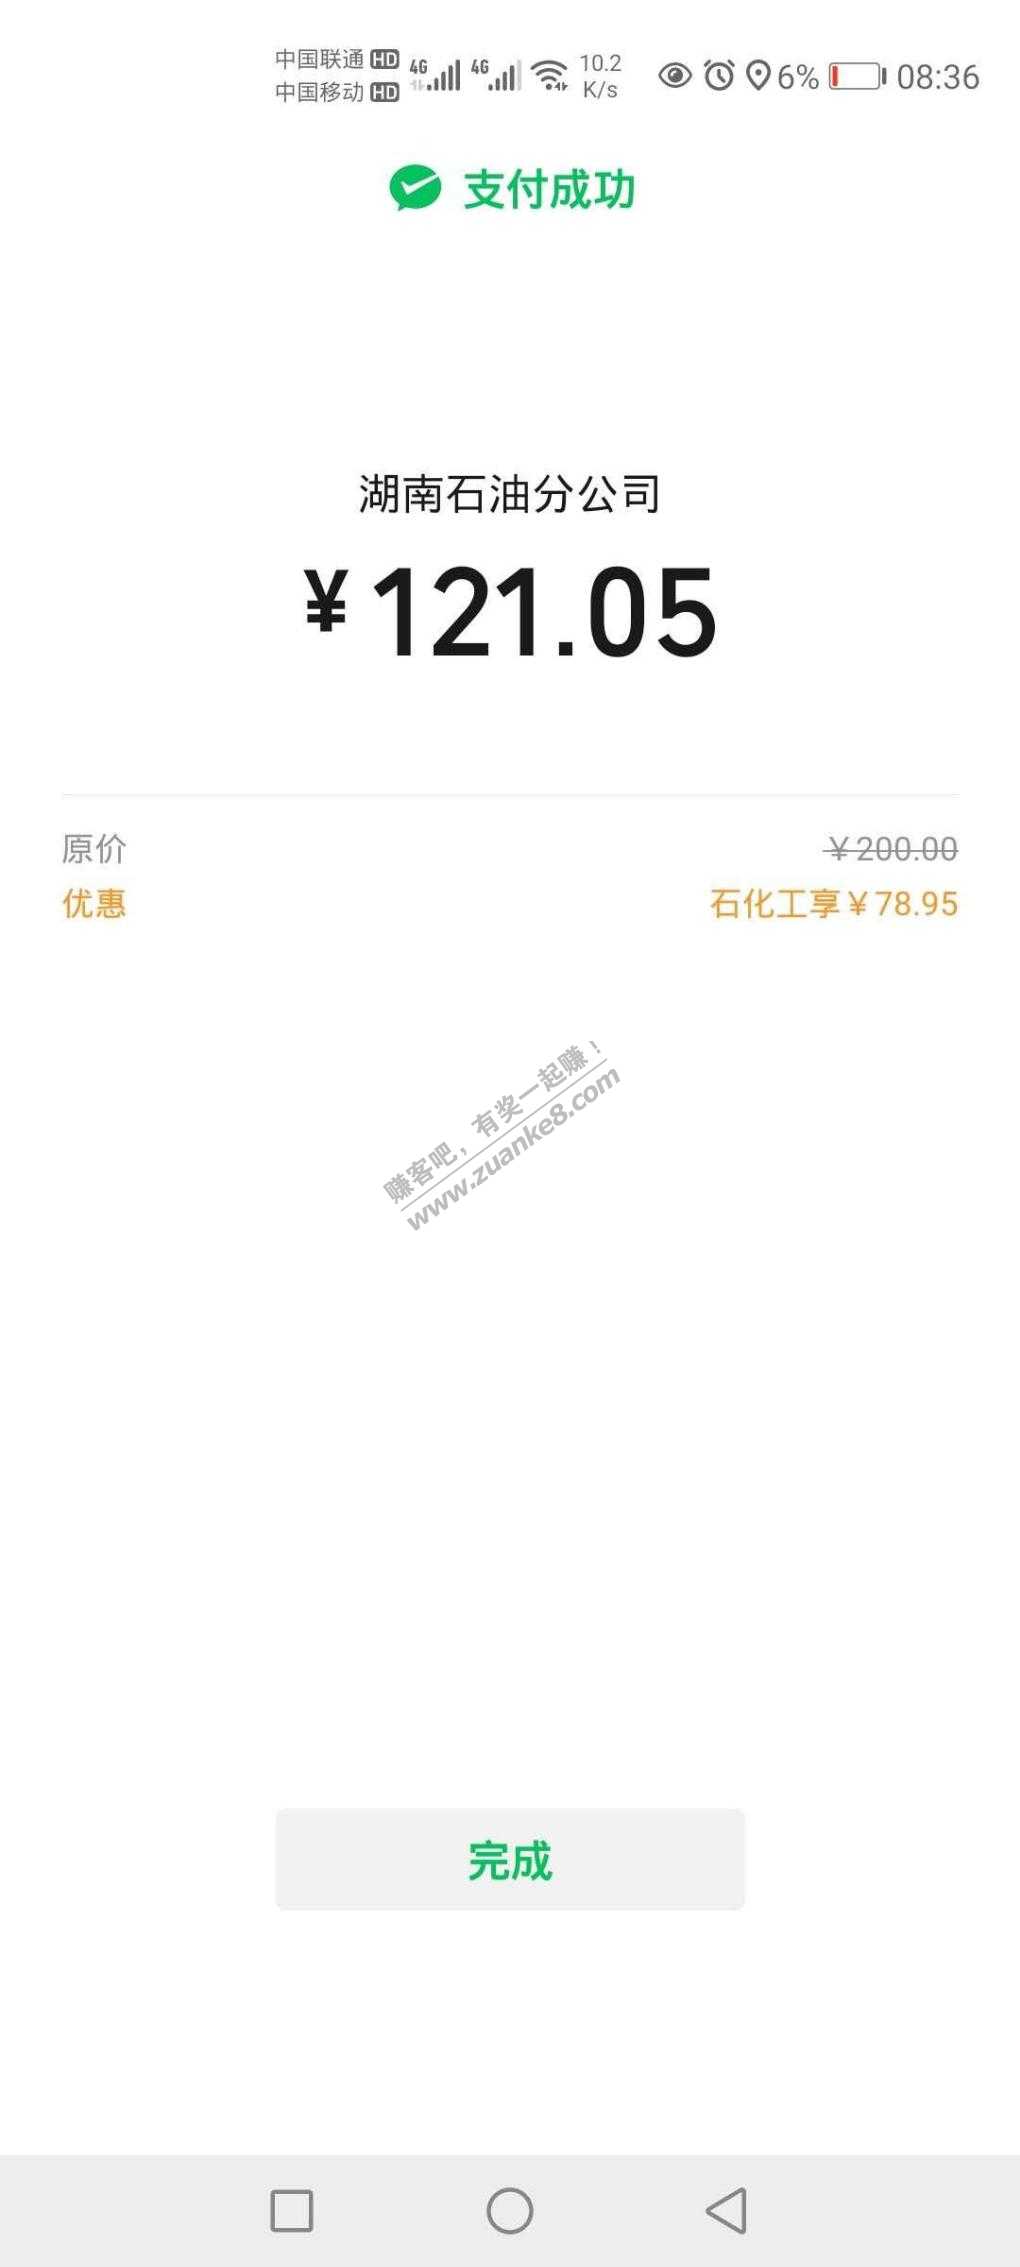 中国联通 HD
中国移动 HD
4G
4G
10.2
K/s
6%
08:36
支付成功
湖南石油分公司
¥121.05
原价
¥200.00
优惠
石化工享¥78.95
赚客吧，有奖一起赚！
www.zuanke8.com
完成